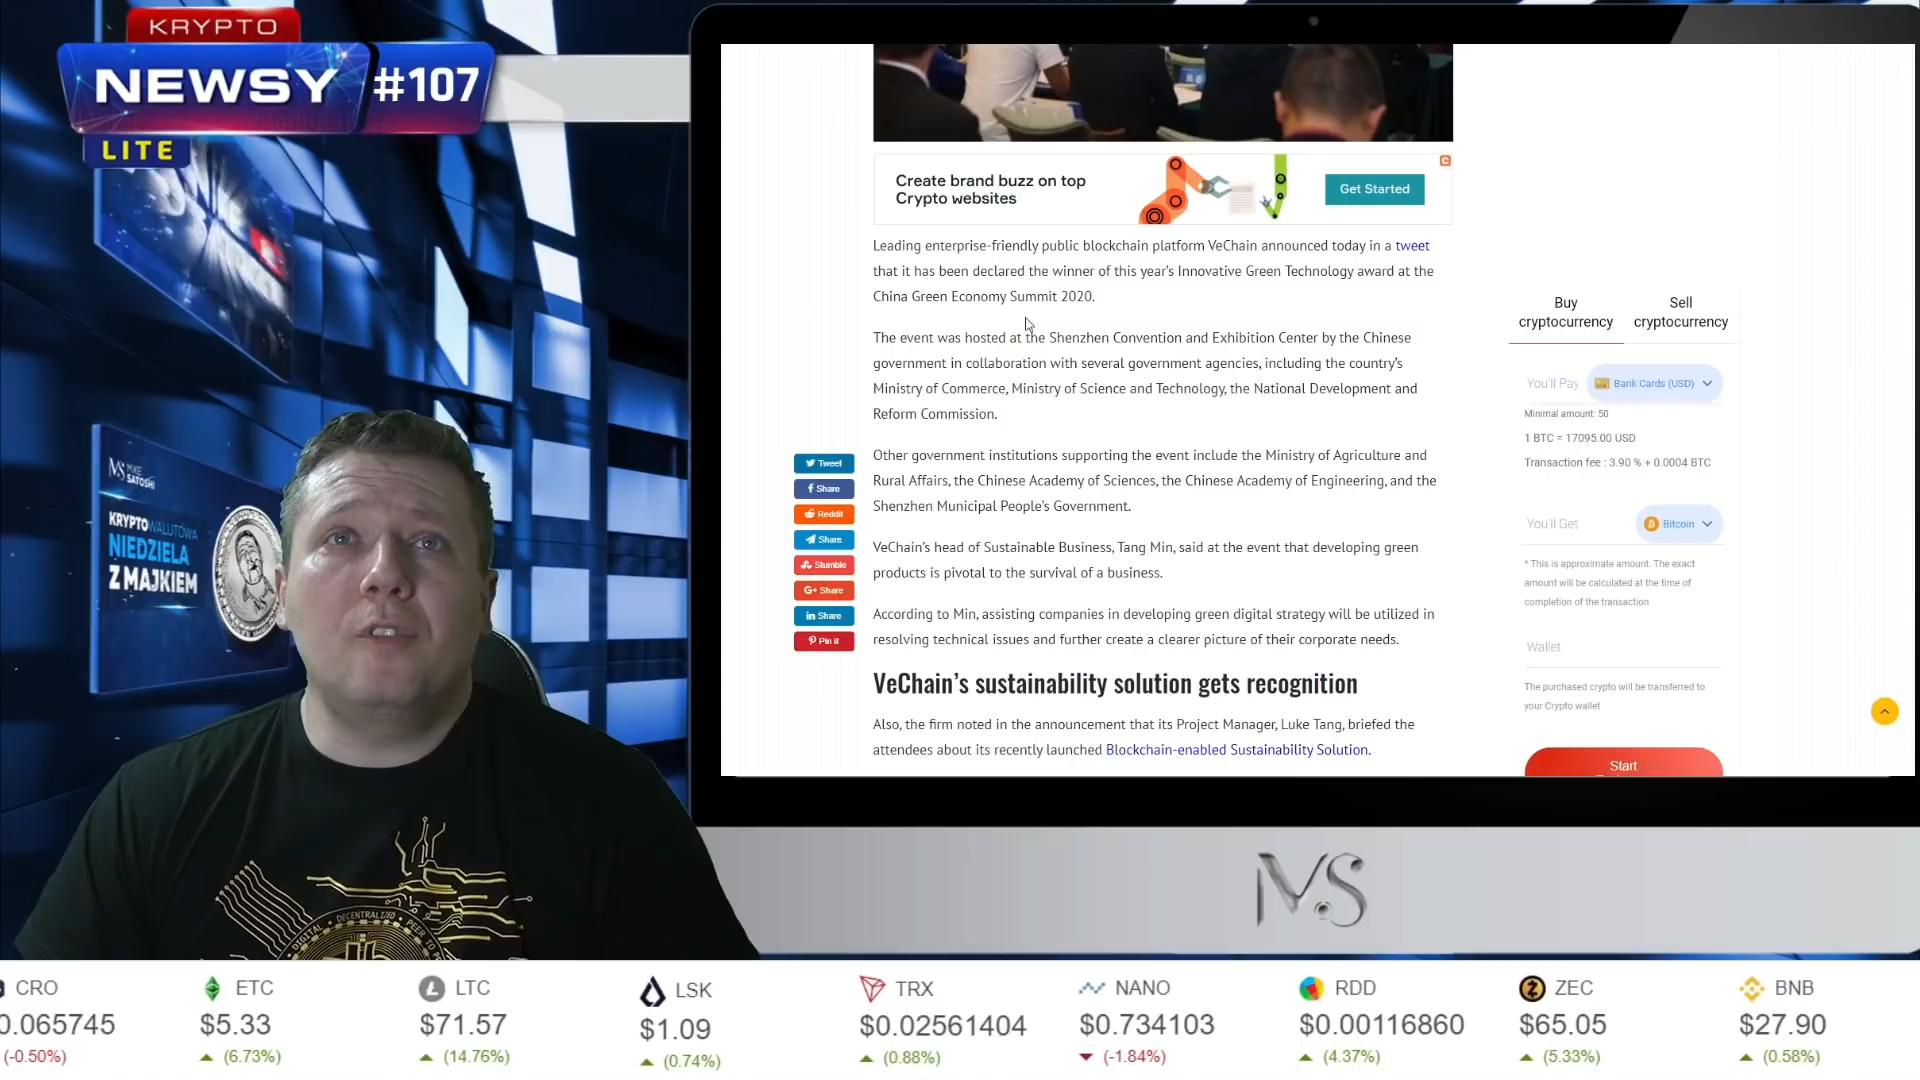 KRYPTO
NEWSY #107
LITE
MS MIKE SATOSHI
KRYPTOWALUTOWA
NIEDZIELA
Z MAJKIEM
DECENTRALIZED
DIGITAL
PEER TO
Create brand buzz on top
Crypto websites
Get Started
Leading enterprise-friendly public blockchain platform VeChain announced today in a tweet
that it has been declared the winner of this year's Innovative Green Technology award at the
China Green Economy Summit 2020.
The event was hosted at the Shenzhen Convention and Exhibition Center by the Chinese
government in collaboration with several government agencies, including the country's
Ministry of Commerce, Ministry of Science and Technology, the National Development and
Reform Commission.
Other government institutions supporting the event include the Ministry of Agriculture and
Rural Affairs, the Chinese Academy of Sciences, the Chinese Academy of Engineering, and the
Shenzhen Municipal People's Government.
VeChain's head of Sustainable Business, Tang Min, said at the event that developing green
products is pivotal to the survival of a business.
According to Min, assisting companies in developing green digital strategy will be utilized in
resolving technical issues and further create a clearer picture of their corporate needs.
VeChain's sustainability solution gets recognition
Also, the firm noted in the announcement that its Project Manager, Luke Tang, briefed the
attendees about its recently launched Blockchain-enabled Sustainability Solution.
Tweet
Share
Reddit
Share
Stumble
G+ Share
in Share
Pin it
Buy
cryptocurrency
Sell
cryptocurrency
You'll Pay
Bank Cards (USD)
Minimal amount: 50
1 BTC = 17095.00 USD
Transaction fee : 3.90 % + 0.0004 BTC
You'll Get
Bitcoin
* This is approximate amount. The exact
amount will be calculated at the time of
completion of the transaction
Wallet
The purchased crypto will be transferred to
your Crypto wallet
Start
MS
CRO ETC LTC LSK TRX NANO RDD ZEC BNB
0.065745 $5.33 $71.57 $1.09 $0.02561404 $0.734103 $0.00116860 $65.05 $27.90
(-0.50%) (6.73%) (14.76%) (0.74%) (0.88%) (-1.84%) (4.37%) (5.33%) (0.58%)